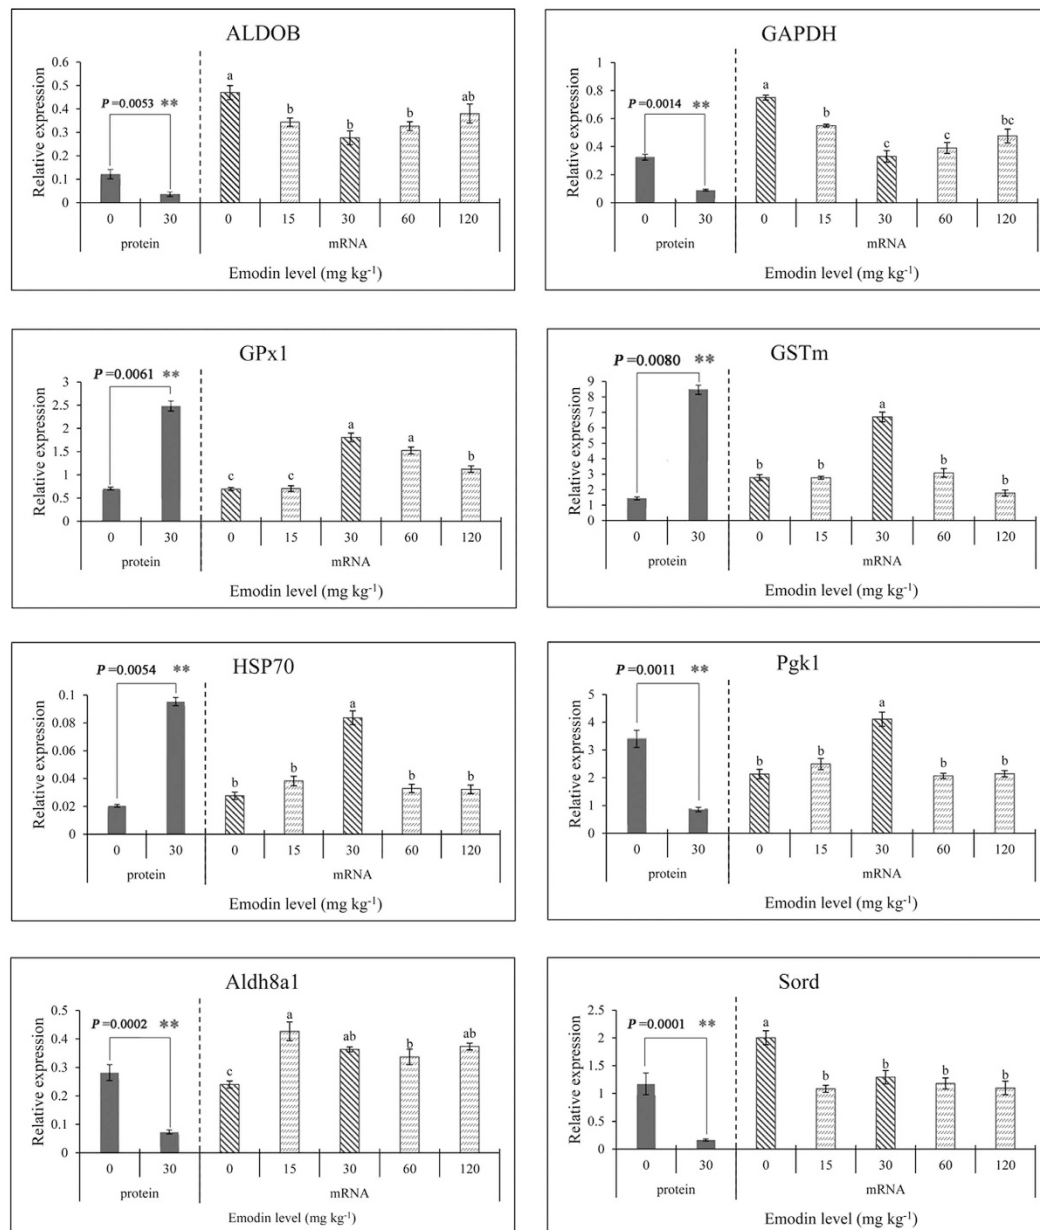 ALDOB
Relative expression
0.6
0.5
0.4
0.3
0.2
0.1
0
P =0.0053 **
a
b
b
b
ab
0 30 0 15 30 60 120
protein mRNA
Emodin level (mg kg-1)
GAPDH
Relative expression
1
0.8
0.6
0.4
0.2
0
P =0.0014 **
a
b
c
c
bc
0 30 0 15 30 60 120
protein mRNA
Emodin level (mg kg-1)
GPx1
Relative expression
3
2.5
2
1.5
1
0.5
0
P =0.0061 **
c
c
a
a
b
0 30 0 15 30 60 120
protein mRNA
Emodin level (mg kg-1)
GSTm
Relative expression
9
8
7
6
5
4
3
2
1
0
P =0.0080 **
b
b
a
b
b
0 30 0 15 30 60 120
protein mRNA
Emodin level (mg kg-1)
HSP70
Relative expression
0.1
0.08
0.06
0.04
0.02
0
P =0.0054 **
b
b
a
b
b
0 30 0 15 30 60 120
protein mRNA
Emodin level (mg kg-1)
Pgk1
Relative expression
5
4
3
2
1
0
P =0.0011 **
b
b
a
b
b
0 30 0 15 30 60 120
protein mRNA
Emodin level (mg kg-1)
Aldh8a1
Relative expression
0.5
0.4
0.3
0.2
0.1
0
P =0.0002 **
c
a
ab
b
ab
0 30 0 15 30 60 120
protein mRNA
Emodin level (mg kg-1)
Sord
Relative expression
2.5
2
1.5
1
0.5
0
P =0.0001 **
a
b
b
b
b
0 30 0 15 30 60 120
protein mRNA
Emodin level (mg kg-1)